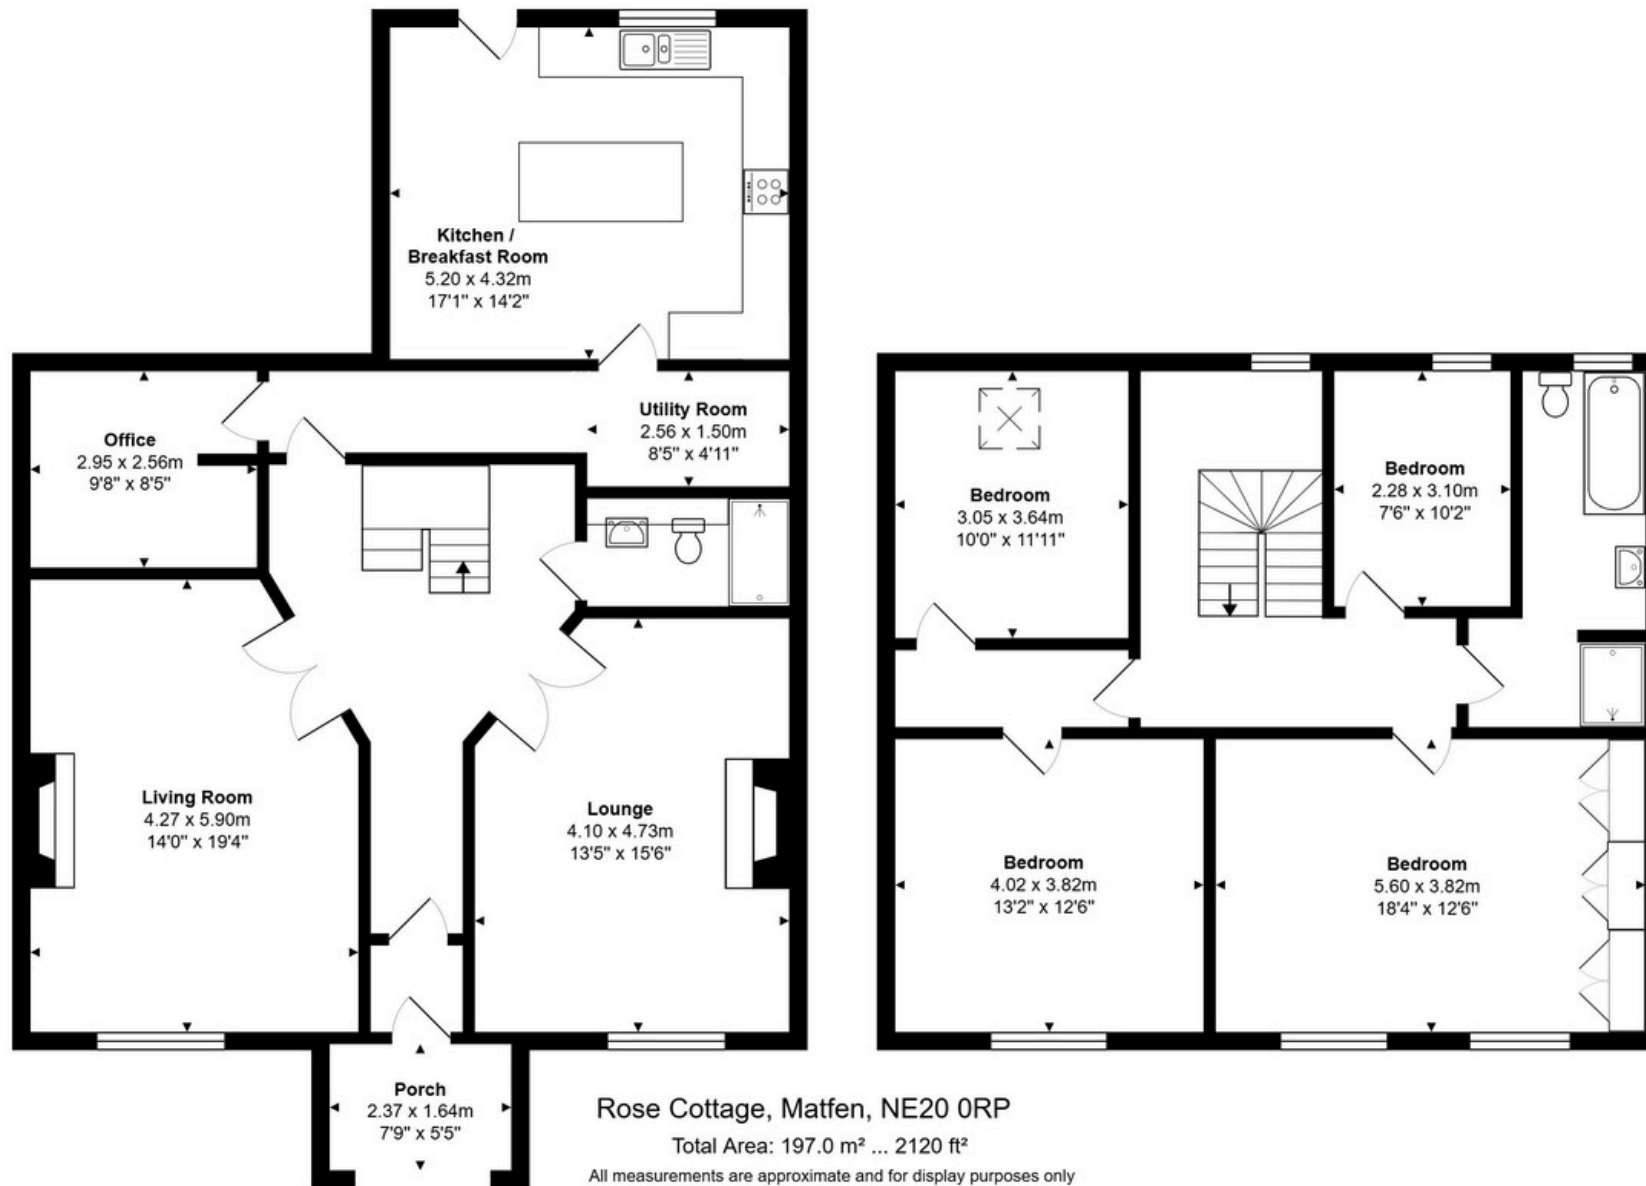 Kitchen /
Breakfast Room
5.20 x 4.32m
17'1" x 14'2"
Office
2.95 x 2.56m
9'8" x 8'5"
Utility Room
2.56 x 1.50m
8'5" x 4'11"
Living Room
4.27 x 5.90m
14'0" x 19'4"
Lounge
4.10 x 4.73m
13'5" x 15'6"
Porch
2.37 x 1.64m
7'9" x 5'5"
Bedroom
3.05 x 3.64m
10'0" x 11'11"
Bedroom
2.28 x 3.10m
7'6" x 10'2"
Bedroom
4.02 x 3.82m
13'2" x 12'6"
Bedroom
5.60 x 3.82m
18'4" x 12'6"
Rose Cottage, Matfen, NE20 0RP
Total Area: 197.0 m² ... 2120 ft²
All measurements are approximate and for display purposes only